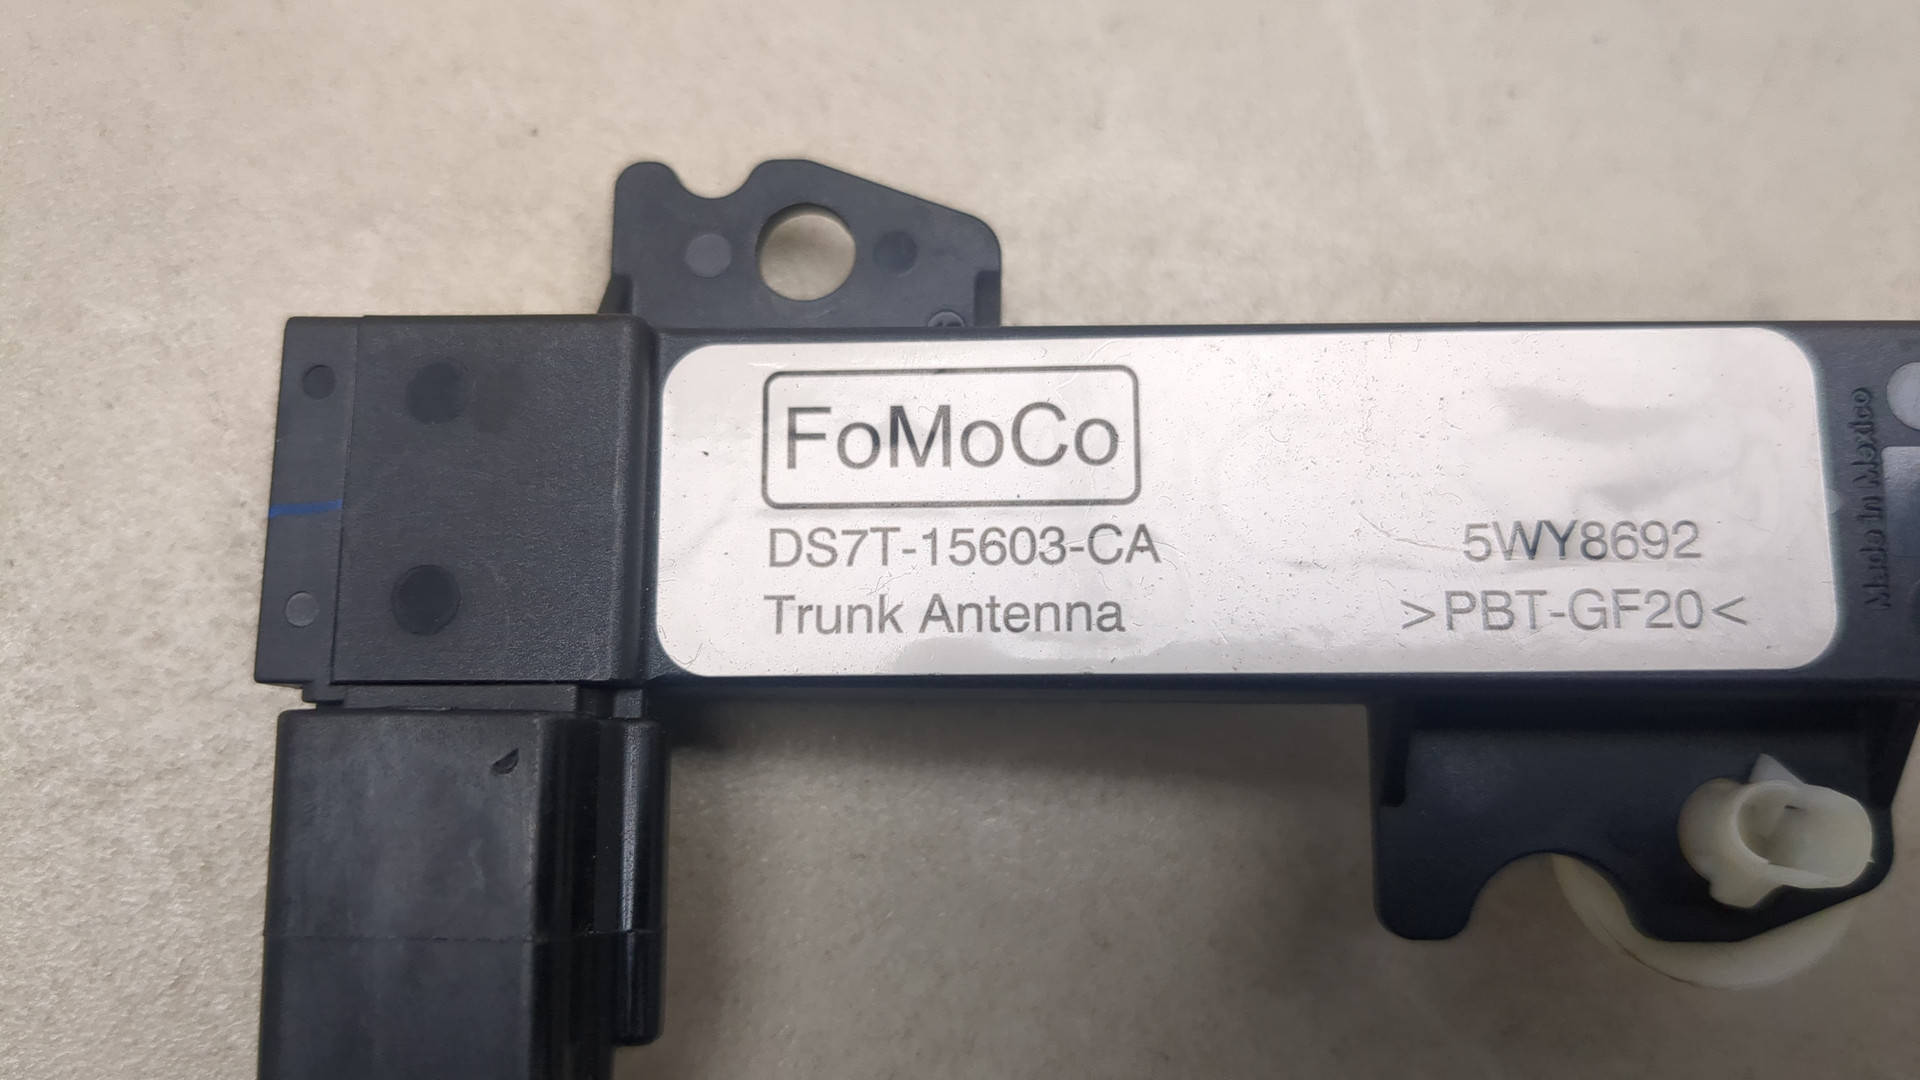 FoMoCo
DS7T-15603-CA
Trunk Antenna
5WY8692
>PBT-GF20<
Made in Mexico